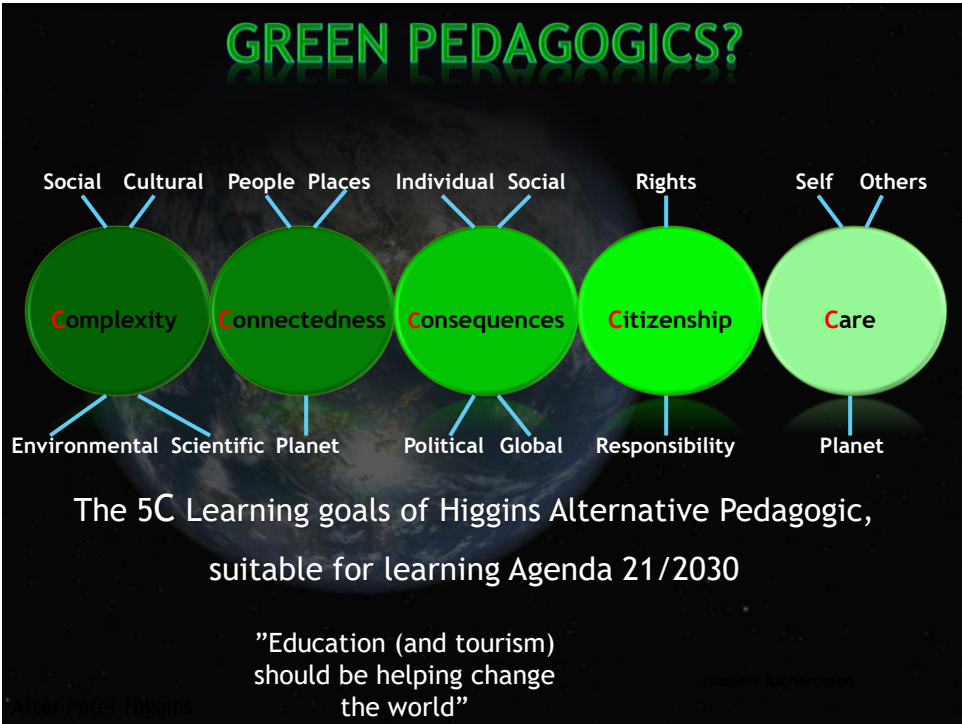 GREEN PEDAGOGICS?
Social Cultural People Places Individual Social Rights Self Others
Complexity Connectedness Consequences Citizenship Care
Environmental Scientific Planet Political Global Responsibility Planet
The 5C Learning goals of Higgins Alternative Pedagogic,
suitable for learning Agenda 21/2030
”Education (and tourism)
should be helping change
the world”
Robert Richardsson
After Peter Higgins